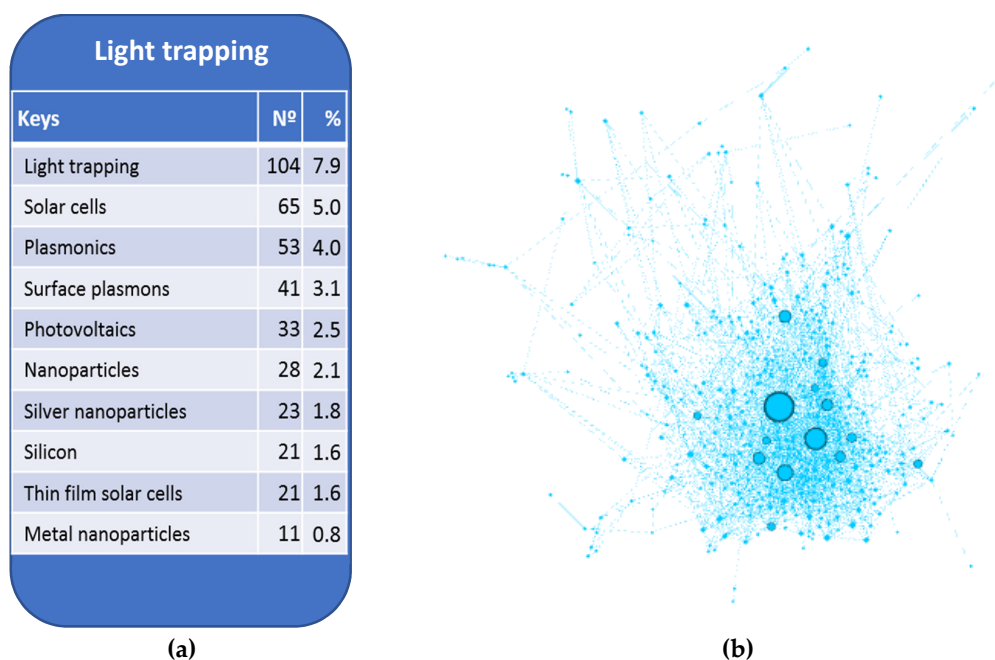 Light trapping
Keys Nº %
Light trapping 104 7.9
Solar cells 65 5.0
Plasmonics 53 4.0
Surface plasmons 41 3.1
Photovoltaics 33 2.5
Nanoparticles 28 2.1
Silver nanoparticles 23 1.8
Silicon 21 1.6
Thin film solar cells 21 1.6
Metal nanoparticles 11 0.8
(a) (b)